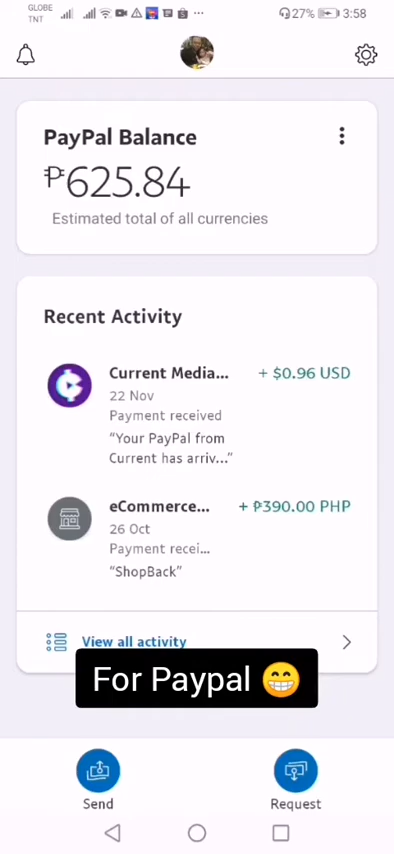 GLOBE
TNT
27% 3:58
PayPal Balance
₱625.84
Estimated total of all currencies
Recent Activity
Current Media... + $0.96 USD
22 Nov
Payment received
“Your PayPal from
Current has arriv...”
eCommerce... + ₱390.00 PHP
26 Oct
Payment recei...
“ShopBack”
View all activity
For Paypal 😁
Send Request